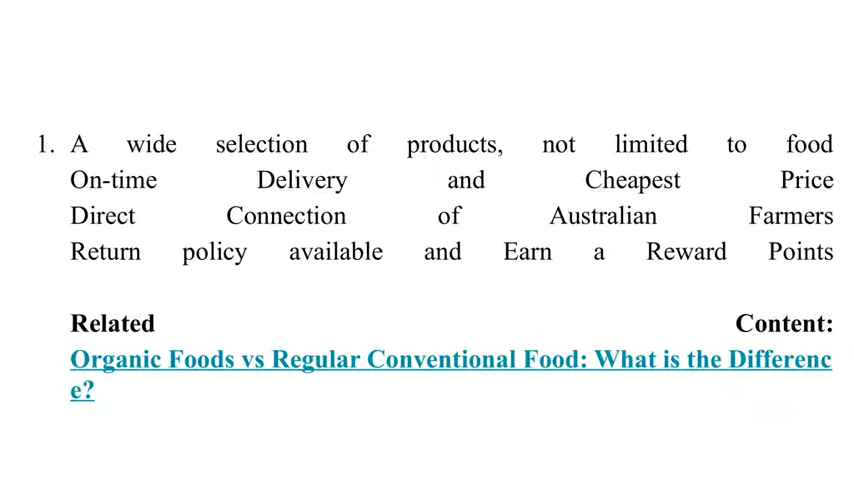 1. A wide selection of products, not limited to food
On-time Delivery and Cheapest Price
Direct Connection of Australian Farmers
Return policy available and Earn a Reward Points
Related Content:
Organic Foods vs Regular Conventional Food: What is the Differenc
e?